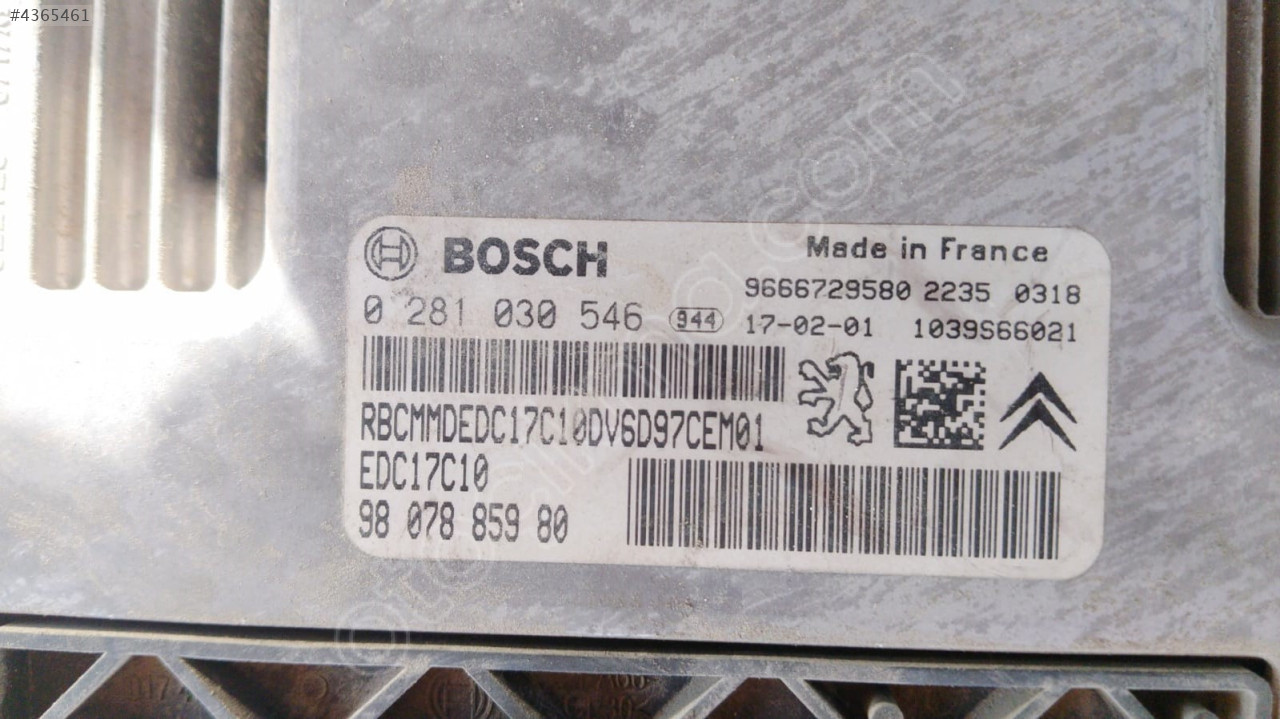 #4365461
BOSCH
Made in France
9666729580 2235 0318
0 281 030 546 944 17-02-01 1039S66021
RBCMMDEDC17C10DV6D97CEM01
EDC17C10
98 078 859 80